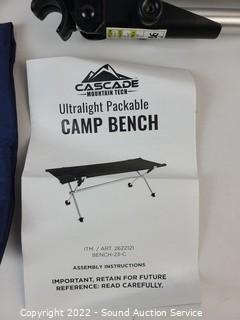 CASCADE
MOUNTAIN TECH
Ultralight Packable
CAMP BENCH
ITM. / ART. 2622121
BENCH-23-C
ASSEMBLY INSTRUCTIONS
IMPORTANT, RETAIN FOR FUTURE
REFERENCE: READ CAREFULLY.
Copyright - 2022 - Sound Auction Service